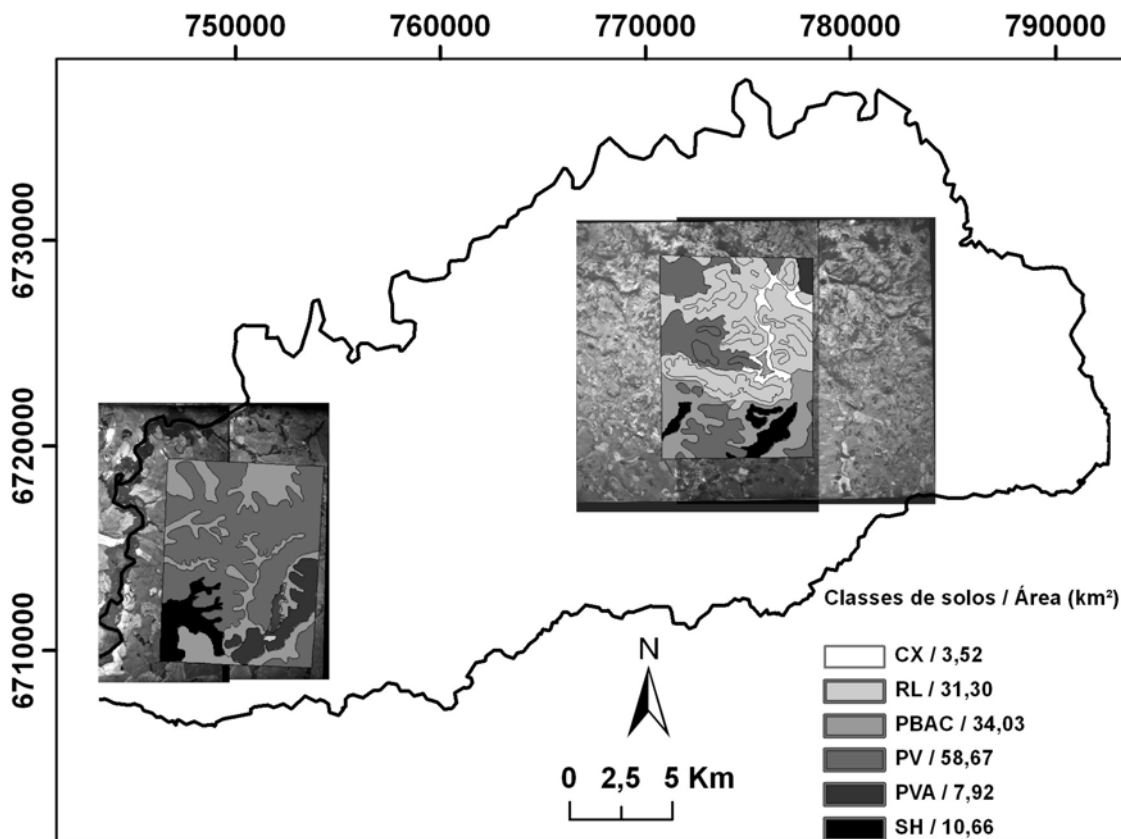 750000 760000 770000 780000 790000
6730000
6720000
6710000
N
0 2,5 5 Km
Classes de solos / Área (km²)
CX / 3,52
RL / 31,30
PBAC / 34,03
PV / 58,67
PVA / 7,92
SH / 10,66